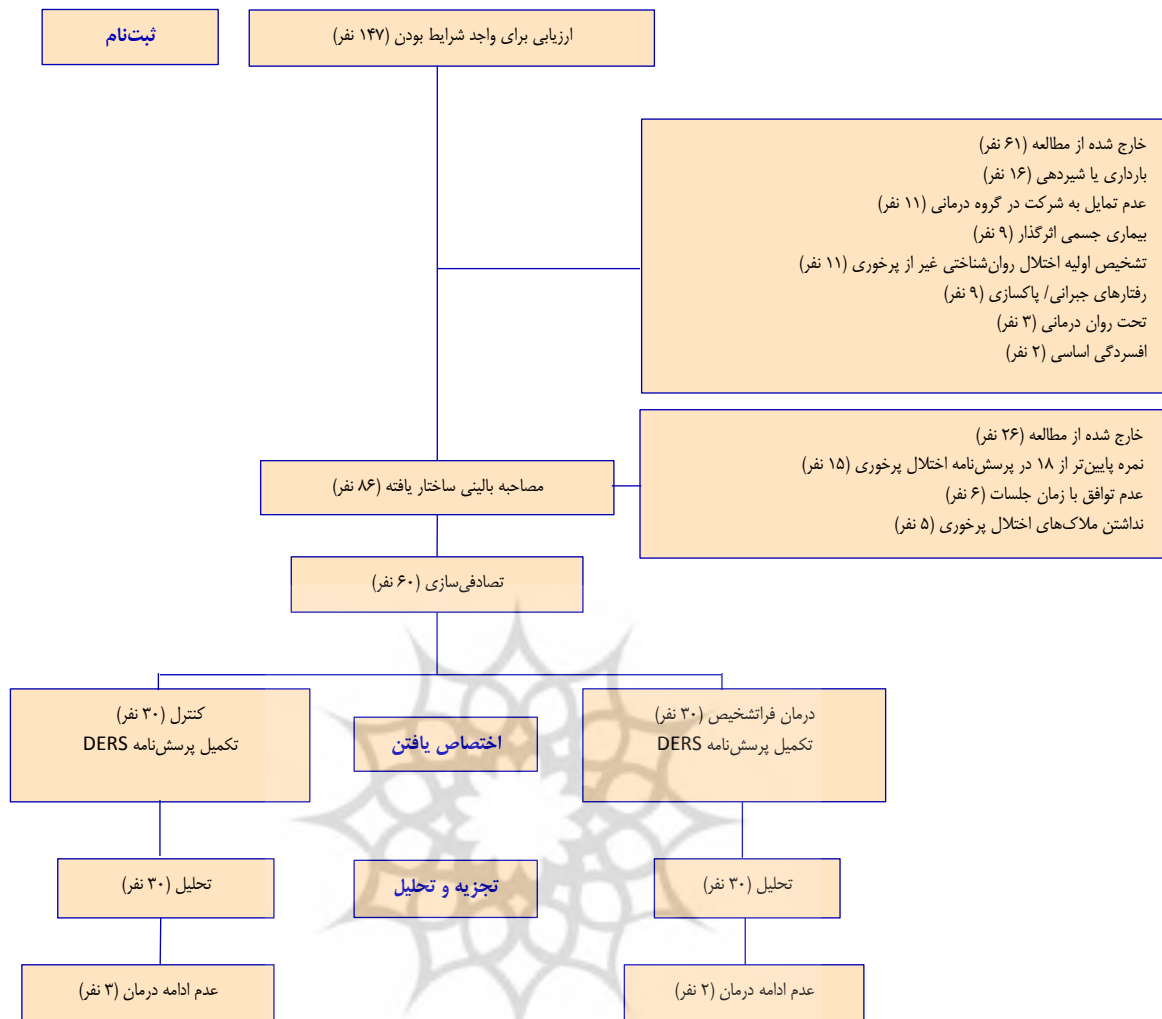 ثبت‌نام
ارزیابی برای واجد شرایط بودن (۱۴۷ نفر)
خارج شده از مطالعه (۶۱ نفر)
بارداری یا شیردهی (۱۶ نفر)
عدم تمایل به شرکت در گروه درمانی (۱۱ نفر)
بیماری جسمی اثرگذار (۹ نفر)
تشخیص اولیه اختلال روان‌شناختی غیر از پرخوری (۱۱ نفر)
رفتارهای جبرانی/ پاکسازی (۹ نفر)
تحت روان درمانی (۳ نفر)
افسردگی اساسی (۲ نفر)
خارج شده از مطالعه (۲۶ نفر)
نمره پایین‌تر از ۱۸ در پرسش‌نامه اختلال پرخوری (۱۵ نفر)
عدم توافق با زمان جلسات (۶ نفر)
نداشتن ملاک‌های اختلال پرخوری (۵ نفر)
مصاحبه بالینی ساختار یافته (۸۶ نفر)
تصادفی‌سازی (۶۰ نفر)
درمان فراتشخیص (۳۰ نفر)
تکمیل پرسش‌نامه DERS
اختصاص یافتن
کنترل (۳۰ نفر)
تکمیل پرسش‌نامه DERS
تحلیل (۳۰ نفر)
تجزیه و تحلیل
تحلیل (۳۰ نفر)
عدم ادامه درمان (۲ نفر)
عدم ادامه درمان (۳ نفر)